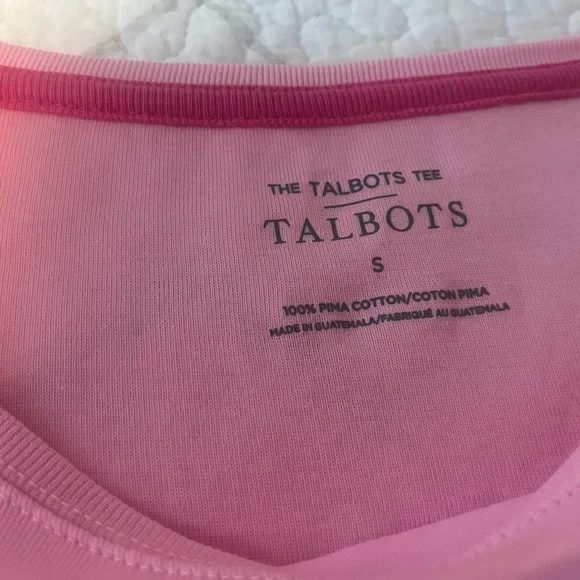 THE TALBOTS TEE
TALBOTS
S
100% PIMA COTTON/COTON PIMA
MADE IN GUATEMALA/FABRIQUÉ AU GUATEMALA